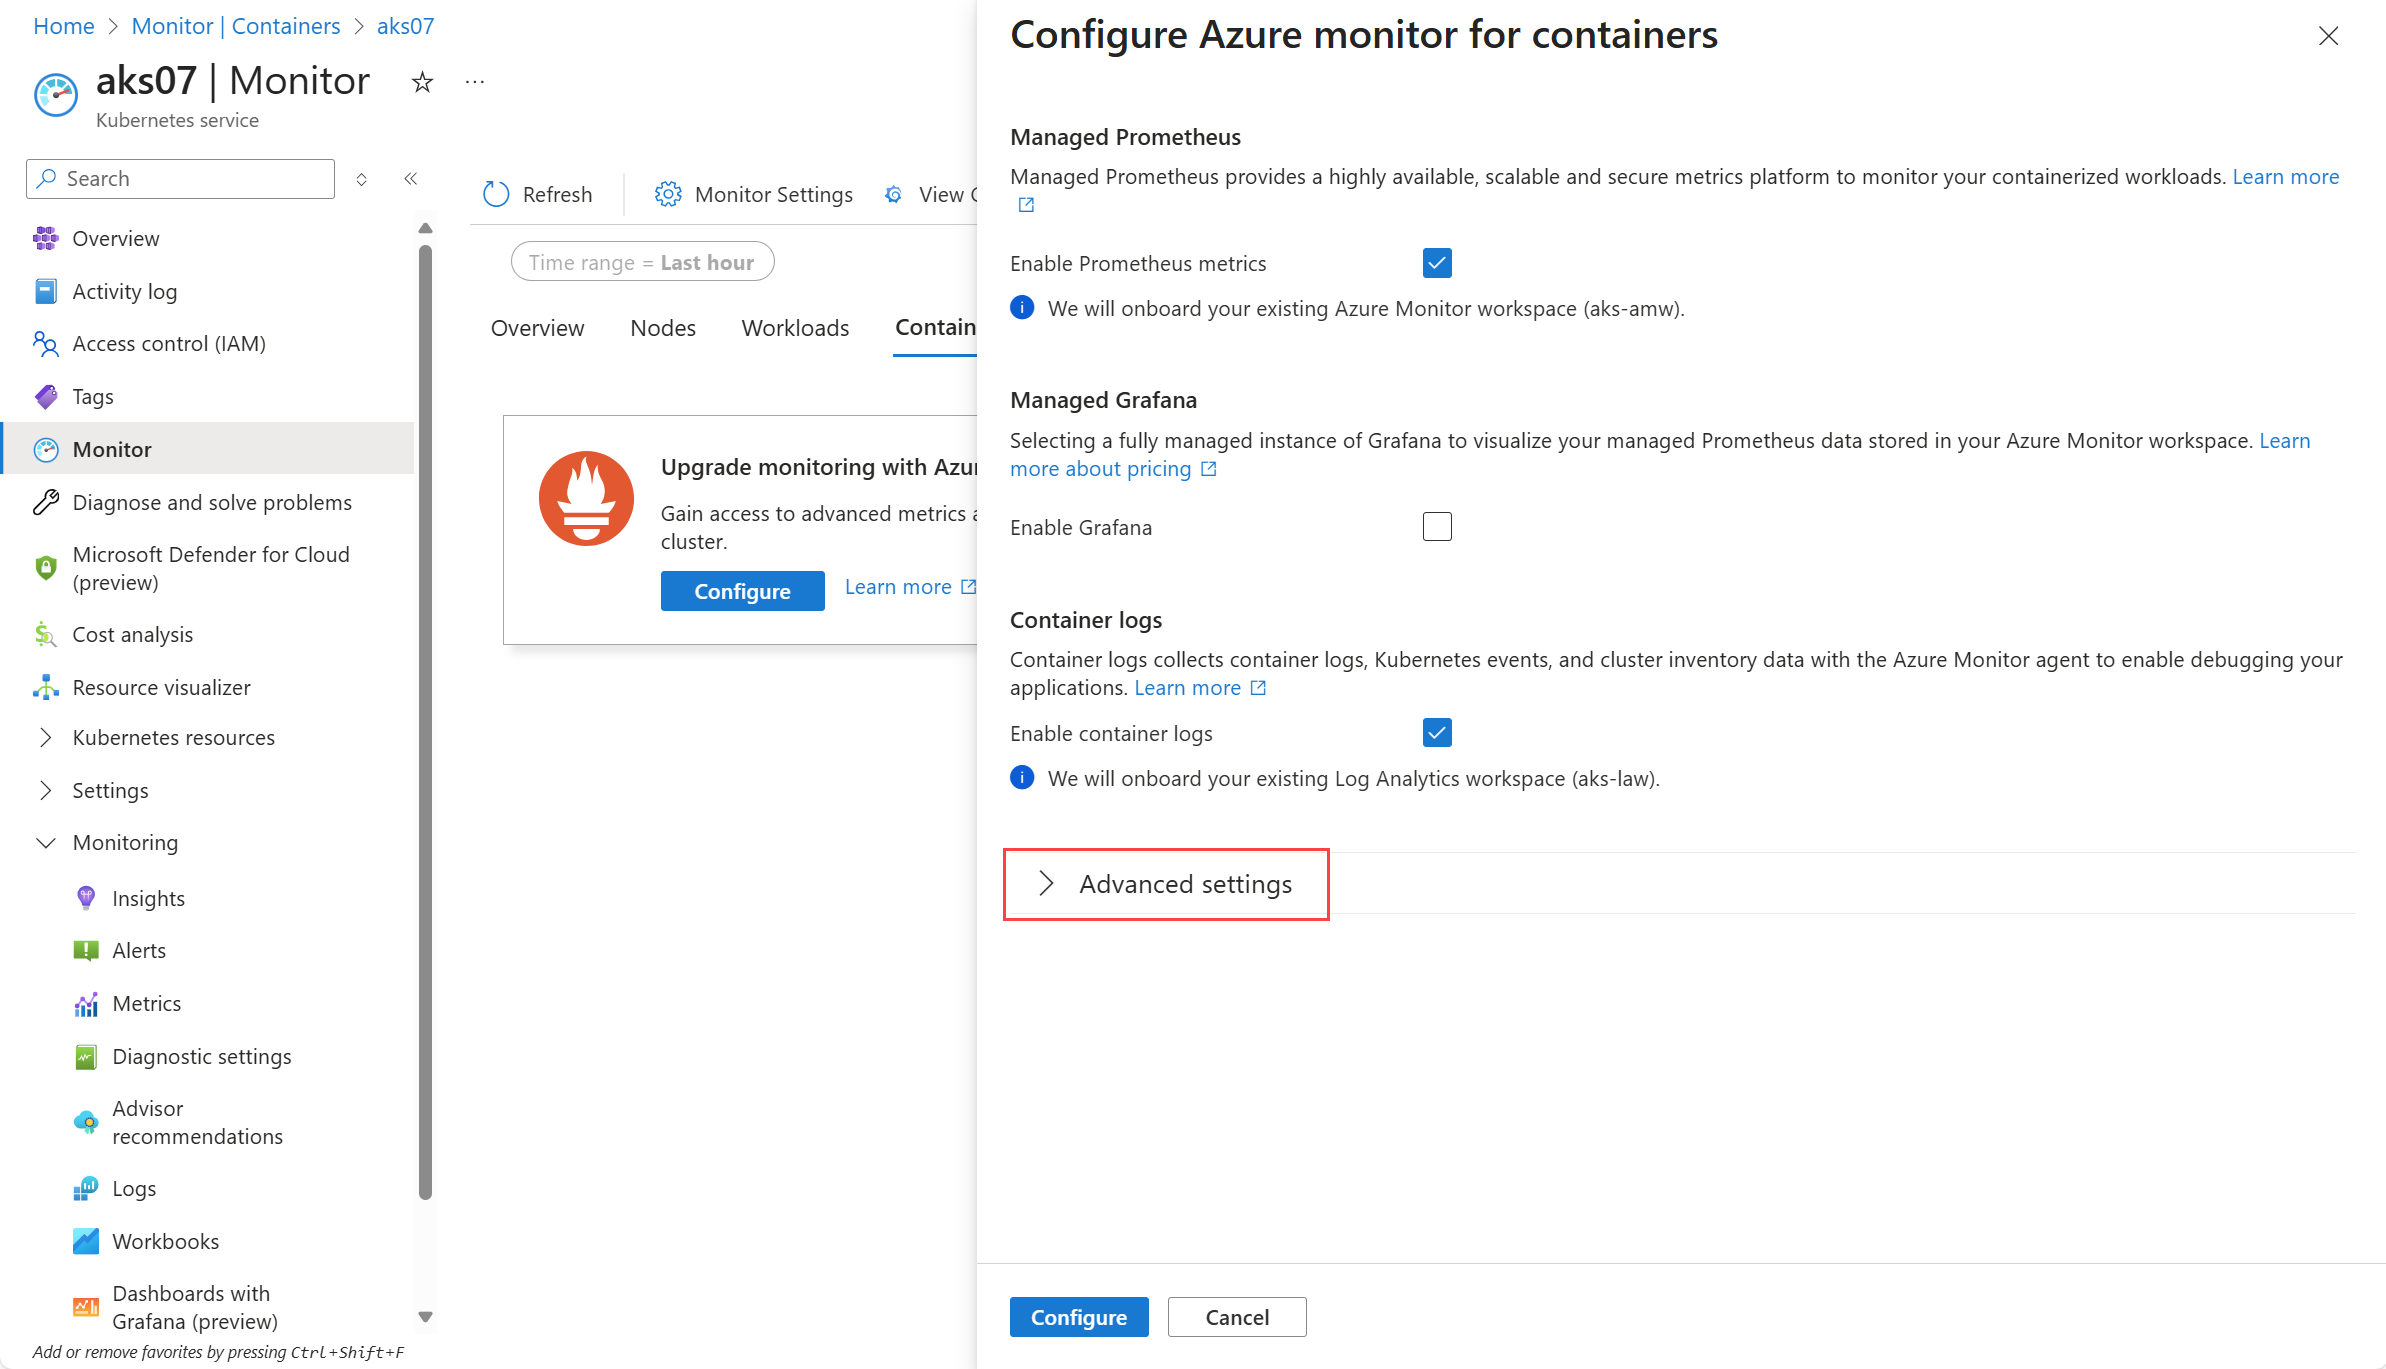 Home > Monitor | Containers > aks07
aks07 | Monitor
Kubernetes service
Search
Overview
Activity log
Access control (IAM)
Tags
Monitor
Diagnose and solve problems
Microsoft Defender for Cloud
(preview)
Cost analysis
Resource visualizer
Kubernetes resources
Settings
Monitoring
Insights
Alerts
Metrics
Diagnostic settings
Advisor
recommendations
Logs
Workbooks
Dashboards with
Grafana (preview)
Add or remove favorites by pressing Ctrl+Shift+F
Refresh
Monitor Settings
View
Time range = Last hour
Overview
Nodes
Workloads
Contain
Upgrade monitoring with Azu
Gain access to advanced metrics
cluster.
Configure
Learn more
Configure Azure monitor for containers
Managed Prometheus
Managed Prometheus provides a highly available, scalable and secure metrics platform to monitor your containerized workloads. Learn more
Enable Prometheus metrics
We will onboard your existing Azure Monitor workspace (aks-amw).
Managed Grafana
Selecting a fully managed instance of Grafana to visualize your managed Prometheus data stored in your Azure Monitor workspace. Learn
more about pricing
Enable Grafana
Container logs
Container logs collects container logs, Kubernetes events, and cluster inventory data with the Azure Monitor agent to enable debugging your
applications. Learn more
Enable container logs
We will onboard your existing Log Analytics workspace (aks-law).
Advanced settings
Configure
Cancel